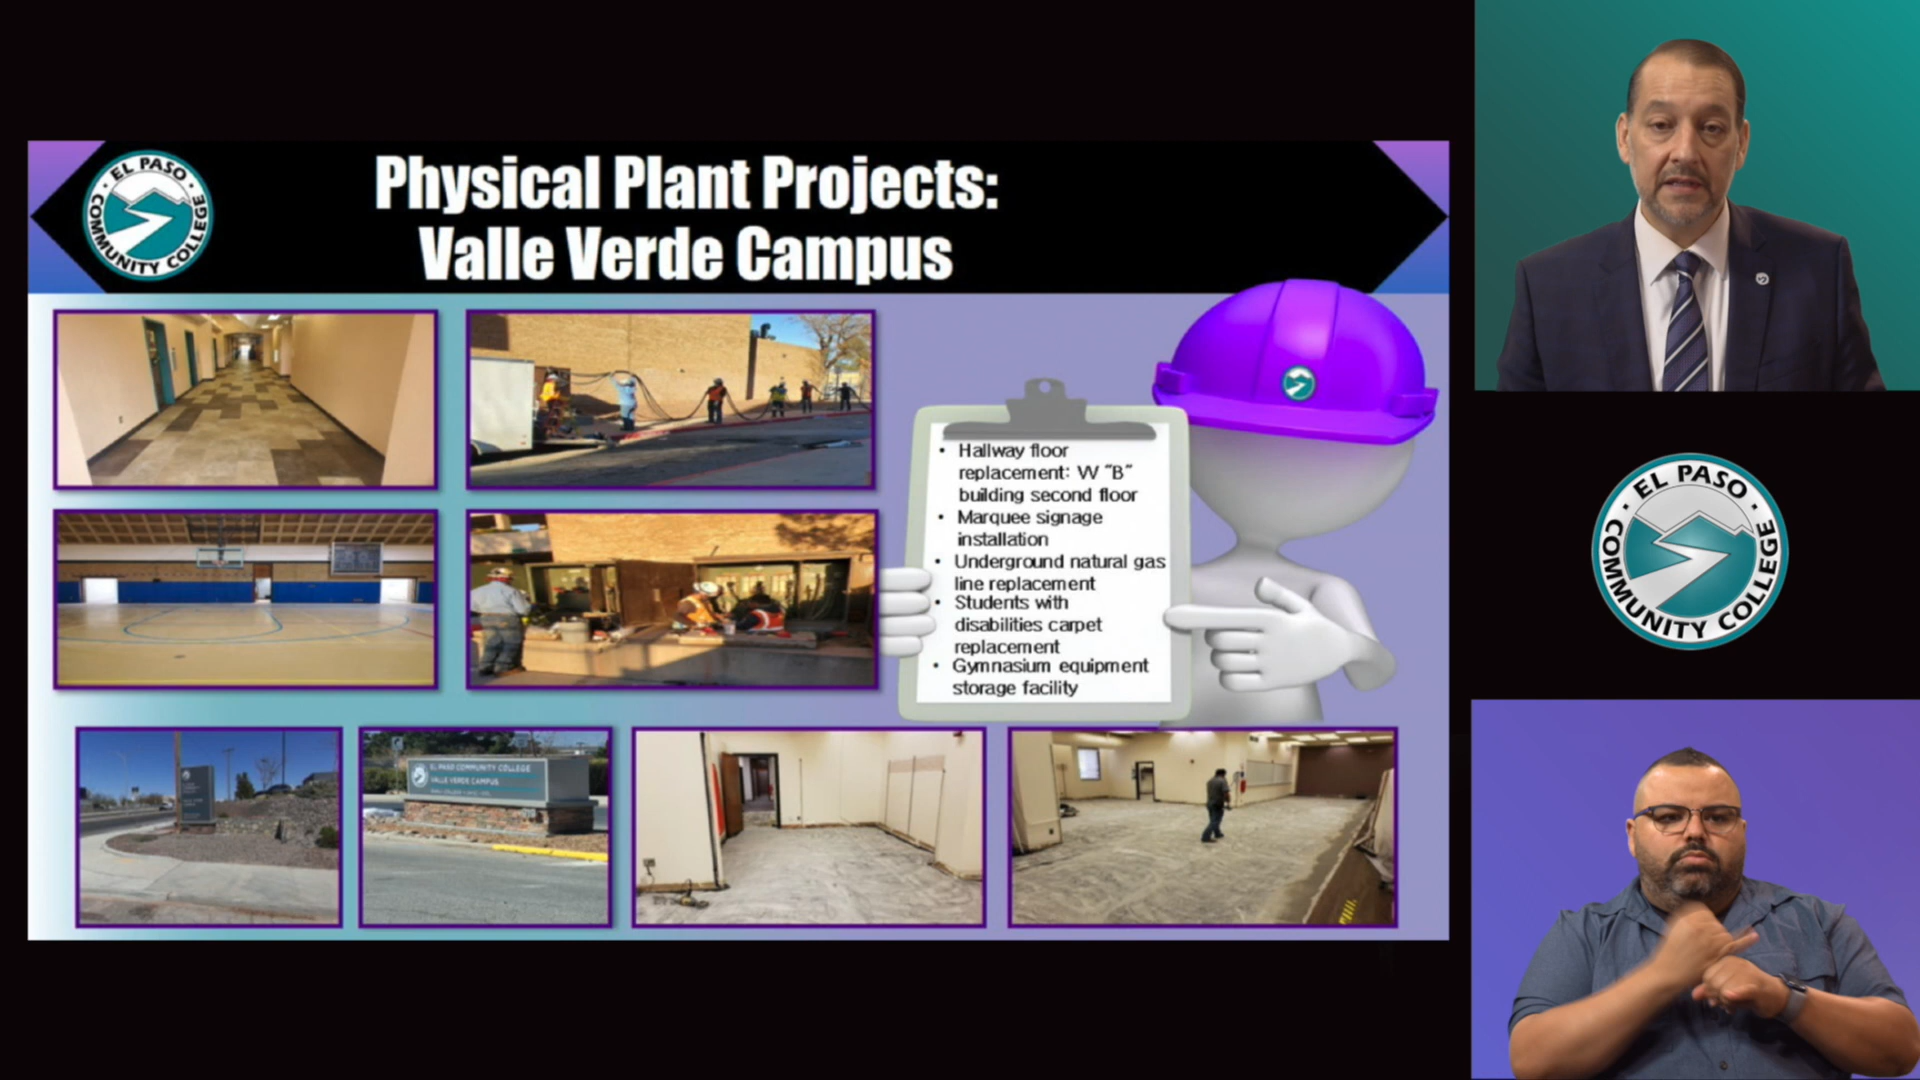 EL PASO
COMMUNITY COLLEGE
Physical Plant Projects:
Valle Verde Campus
• Hallway floor
replacement: VV "B"
building second floor
• Marquee signage
installation
• Underground natural gas
line replacement
• Students with
disabilities carpet
replacement
• Gymnasium equipment
storage facility
EL PASO COMMUNITY COLLEGE
VALLE VERDE CAMPUS
EL PASO
COMMUNITY COLLEGE